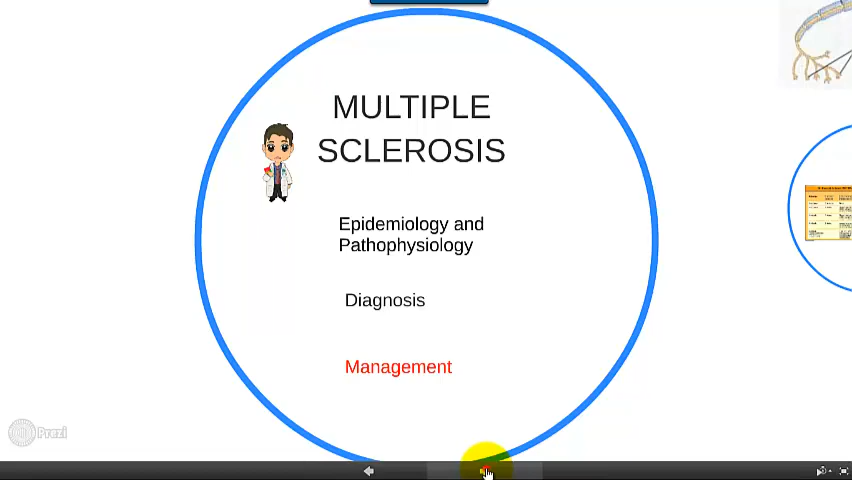 MULTIPLE
SCLEROSIS
Epidemiology and
Pathophysiology
Diagnosis
Management
Prezi